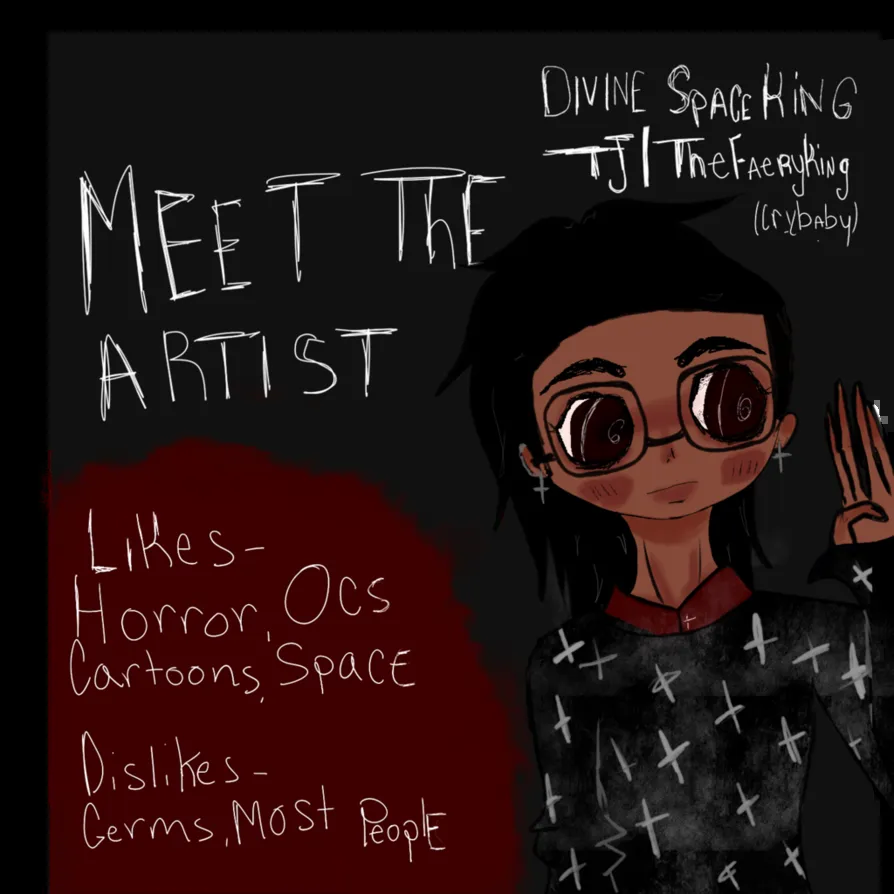 DIVINE SPACE KING
TJ/TheFaeryKing
(Crybaby)
MEET ThE
ARTIST
Likes-
Horror, Ocs
Cartoons, SpacE
Dislikes-
Germs, MOST PeoplE